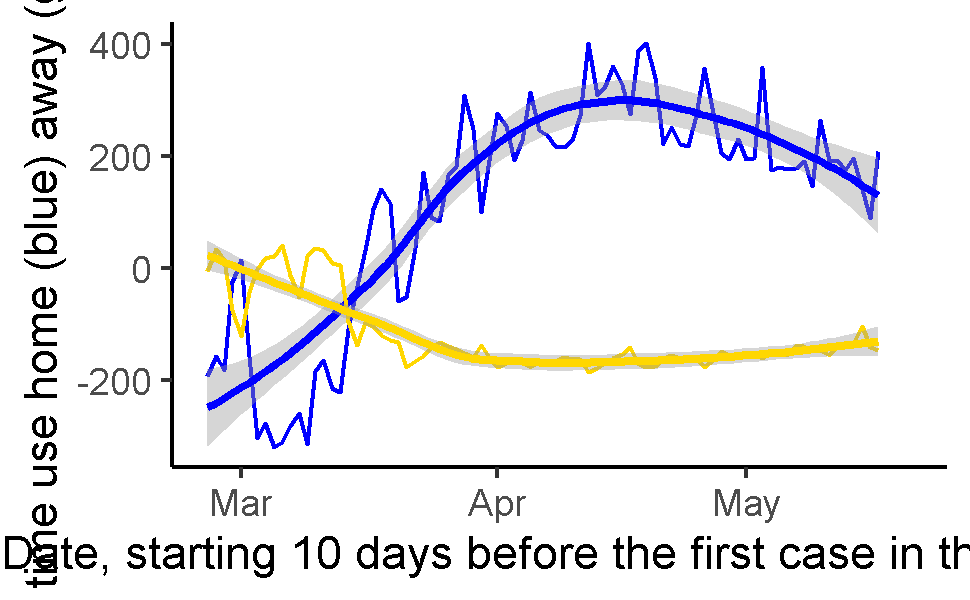 time use home (blue) away (
400
200
0
-200
Mar Apr May
Date, starting 10 days before the first case in th